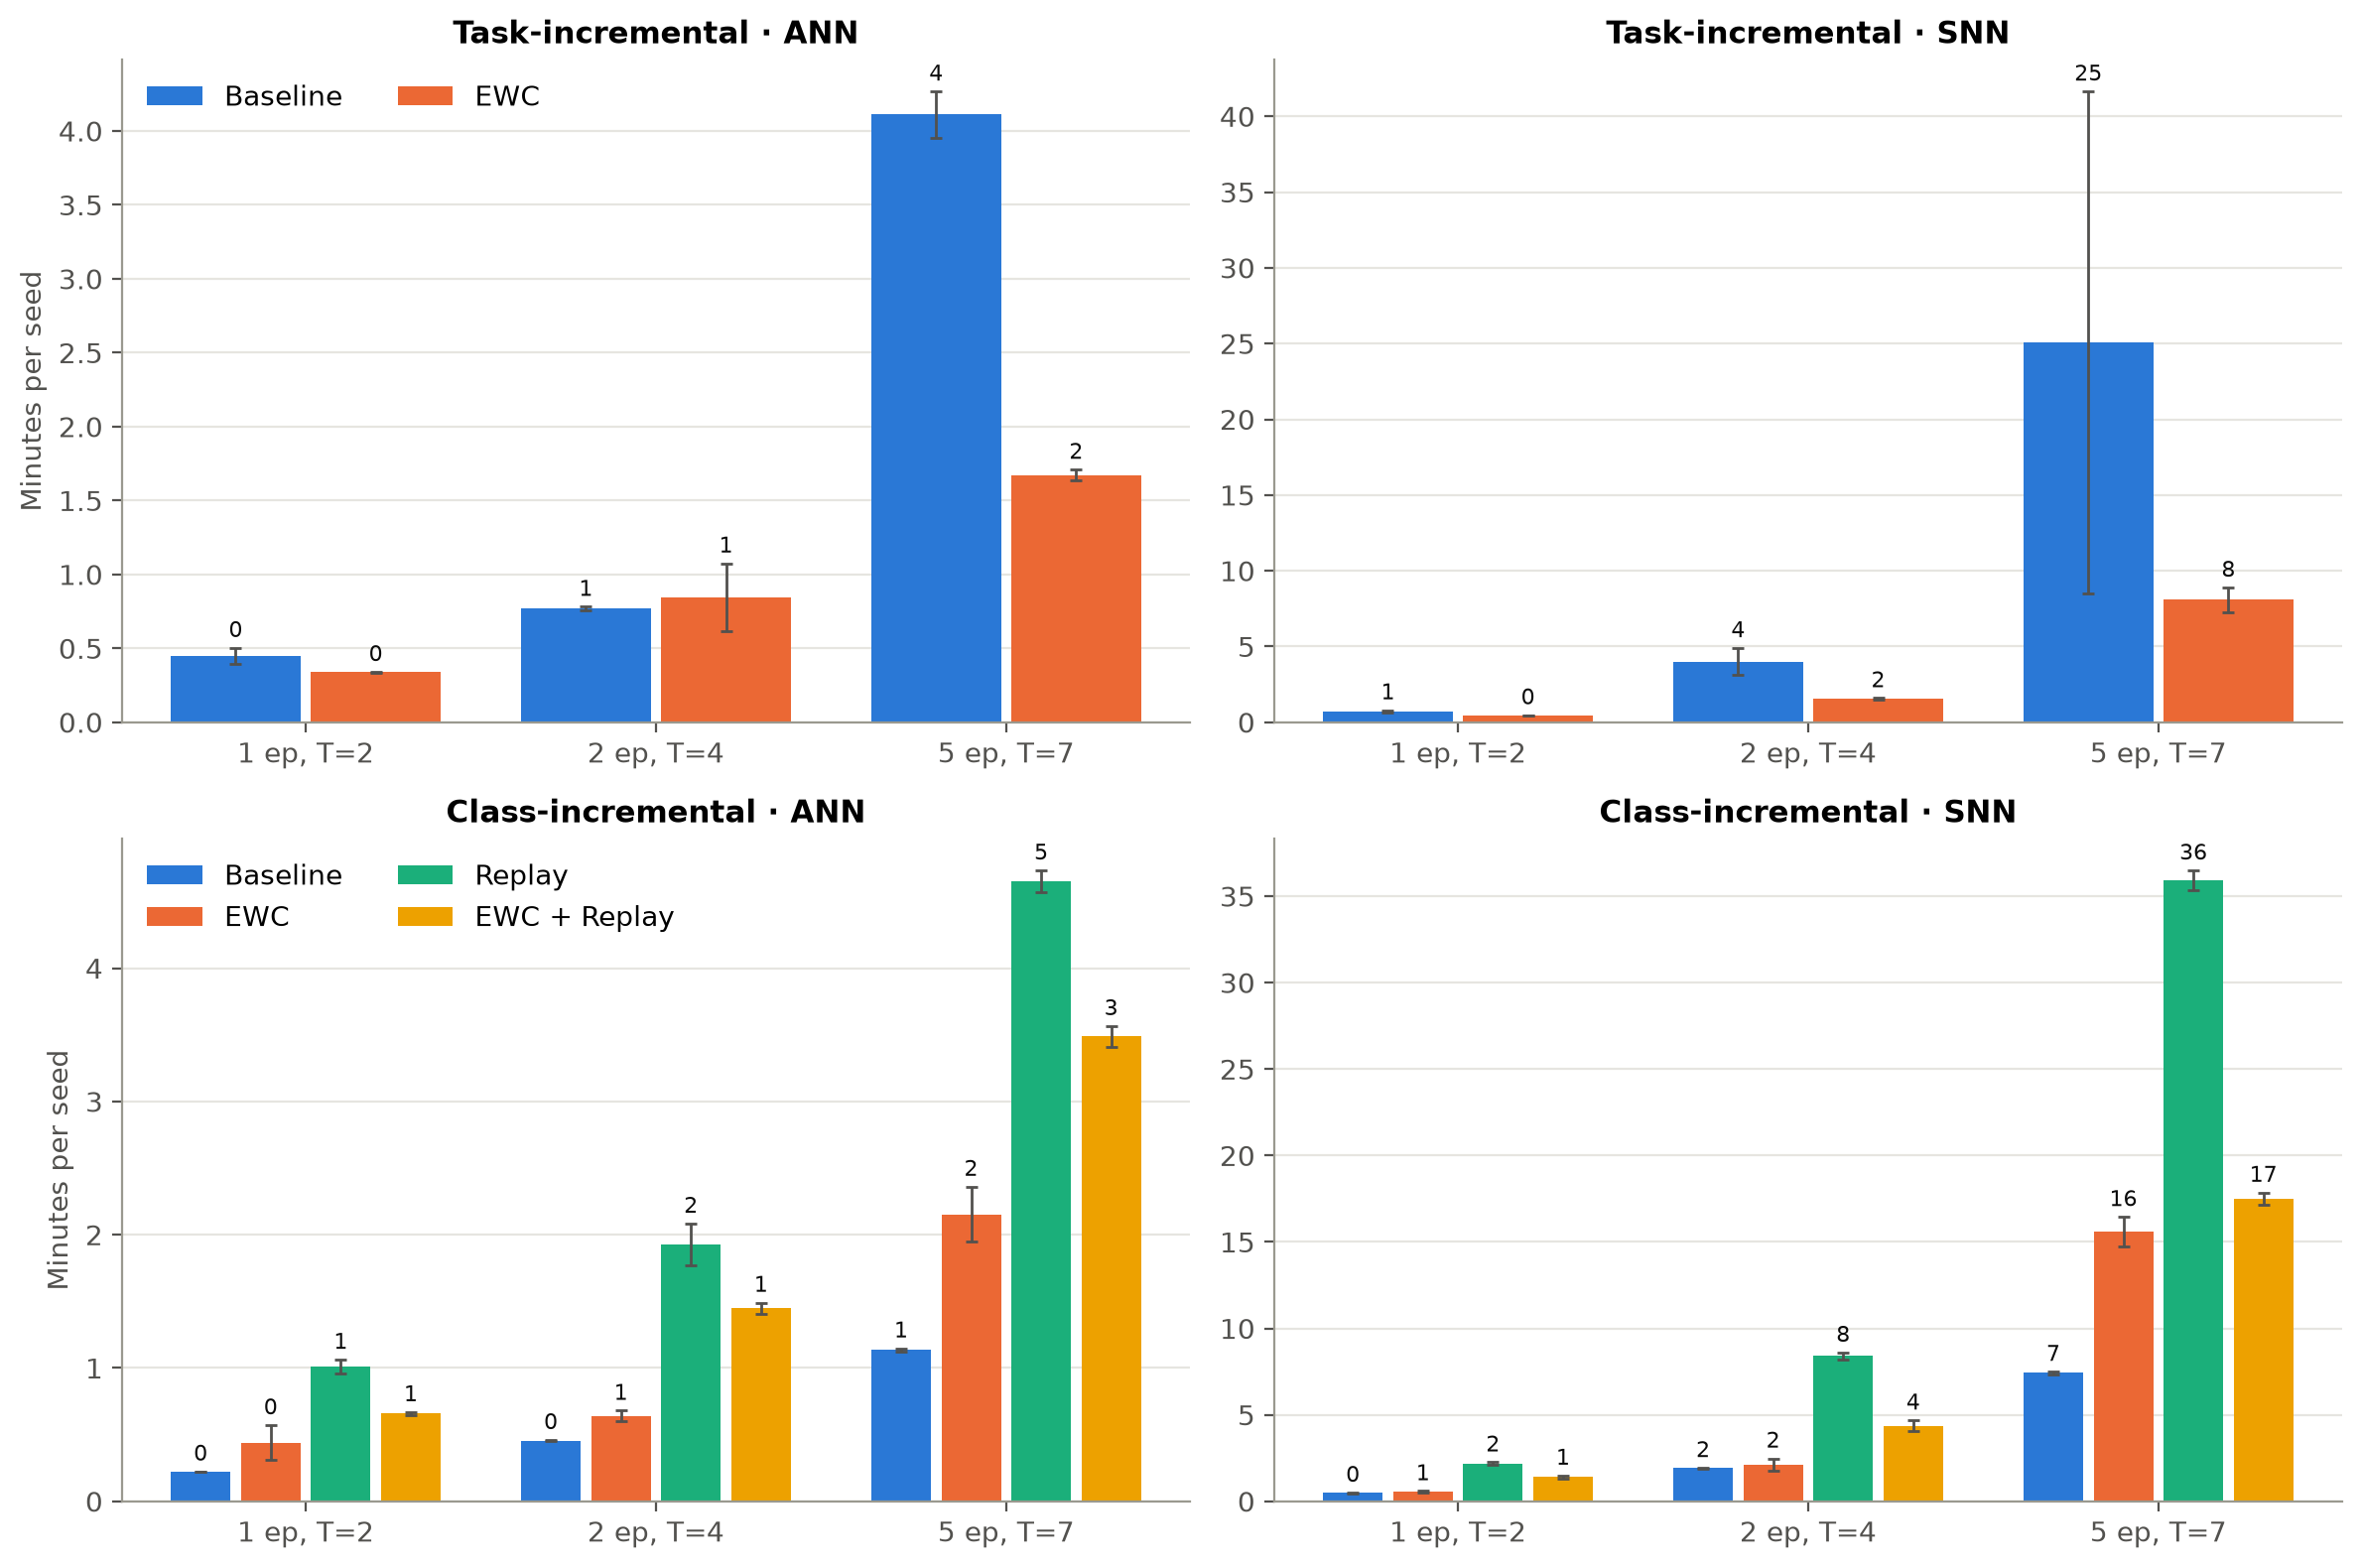 Task-incremental · ANN
Baseline EWC
Minutes per seed
4.0
3.5
3.0
2.5
2.0
1.5
1.0
0.5
0.0
0 0 1 1 4 2
1 ep, T=2 2 ep, T=4 5 ep, T=7
Task-incremental · SNN
40
35
30
25
20
15
10
5
0
1 0 4 2 25 8
1 ep, T=2 2 ep, T=4 5 ep, T=7
Class-incremental · ANN
Baseline Replay
EWC EWC + Replay
Minutes per seed
4
3
2
1
0
0 0 1 1 0 1 2 1 1 2 5 3
1 ep, T=2 2 ep, T=4 5 ep, T=7
Class-incremental · SNN
35
30
25
20
15
10
5
0
0 1 2 1 2 2 8 4 7 16 36 17
1 ep, T=2 2 ep, T=4 5 ep, T=7